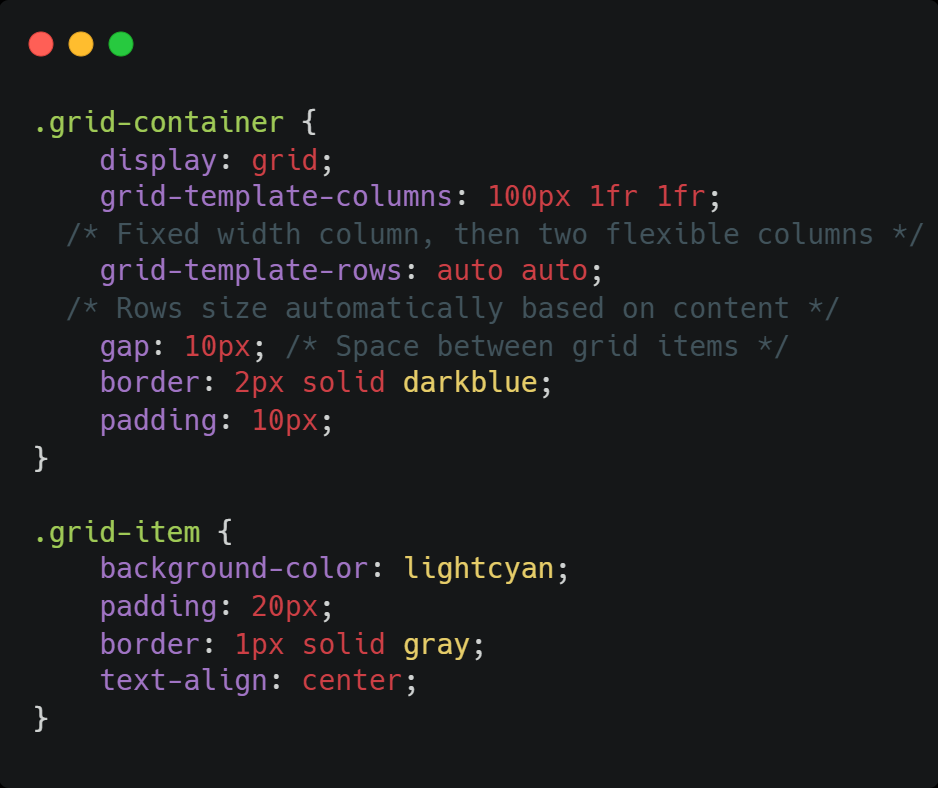 .grid-container {
    display: grid;
    grid-template-columns: 100px 1fr 1fr;
  /* Fixed width column, then two flexible columns */
    grid-template-rows: auto auto;
  /* Rows size automatically based on content */
    gap: 10px; /* Space between grid items */
    border: 2px solid darkblue;
    padding: 10px;
}

.grid-item {
    background-color: lightcyan;
    padding: 20px;
    border: 1px solid gray;
    text-align: center;
}